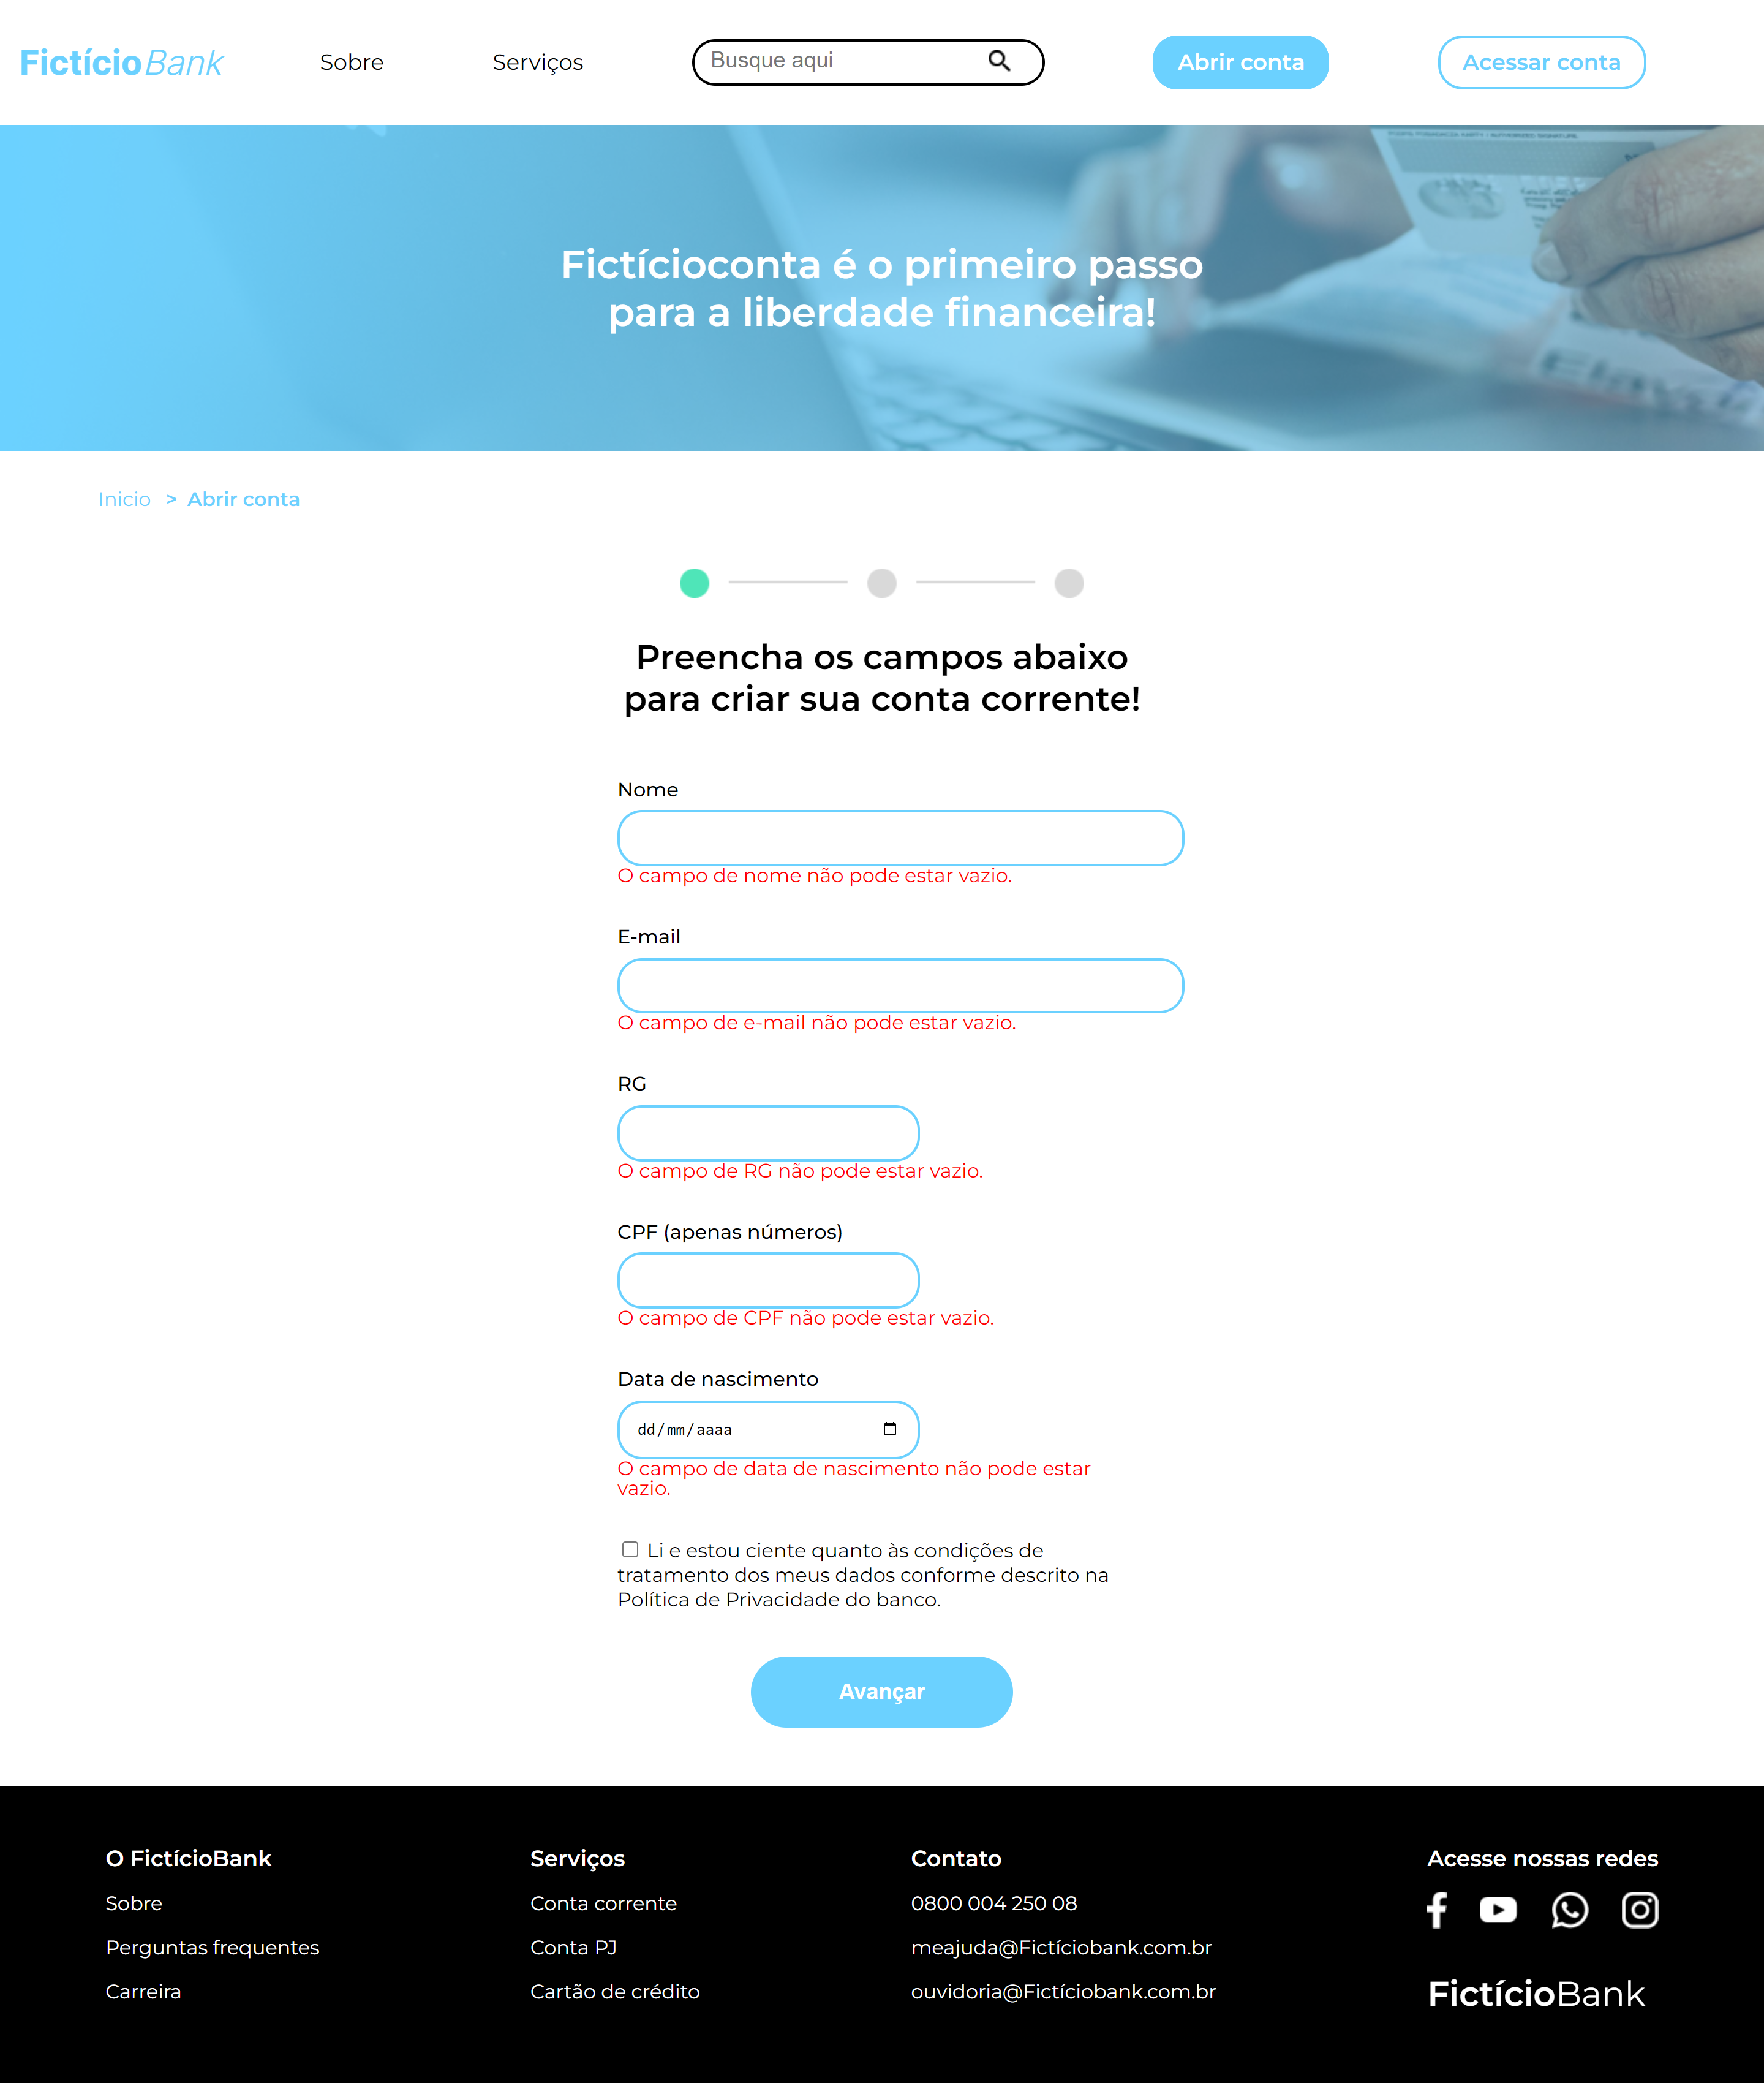 FictícioBank
Sobre
Serviços
Busque aqui
Abrir conta
Acessar conta
Fictícioconta é o primeiro passo
para a liberdade financeira!
Inicio > Abrir conta
Preencha os campos abaixo
para criar sua conta corrente!
Nome
O campo de nome não pode estar vazio.
E-mail
O campo de e-mail não pode estar vazio.
RG
O campo de RG não pode estar vazio.
CPF (apenas números)
O campo de CPF não pode estar vazio.
Data de nascimento
dd/mm/aaaa
O campo de data de nascimento não pode estar
vazio.
Li e estou ciente quanto às condições de
tratamento dos meus dados conforme descrito na
Política de Privacidade do banco.
Avançar
O FictícioBank
Sobre
Perguntas frequentes
Carreira
Serviços
Conta corrente
Conta PJ
Cartão de crédito
Contato
0800 004 250 08
meajuda@Fictíciobank.com.br
ouvidoria@Fictíciobank.com.br
Acesse nossas redes
FictícioBank